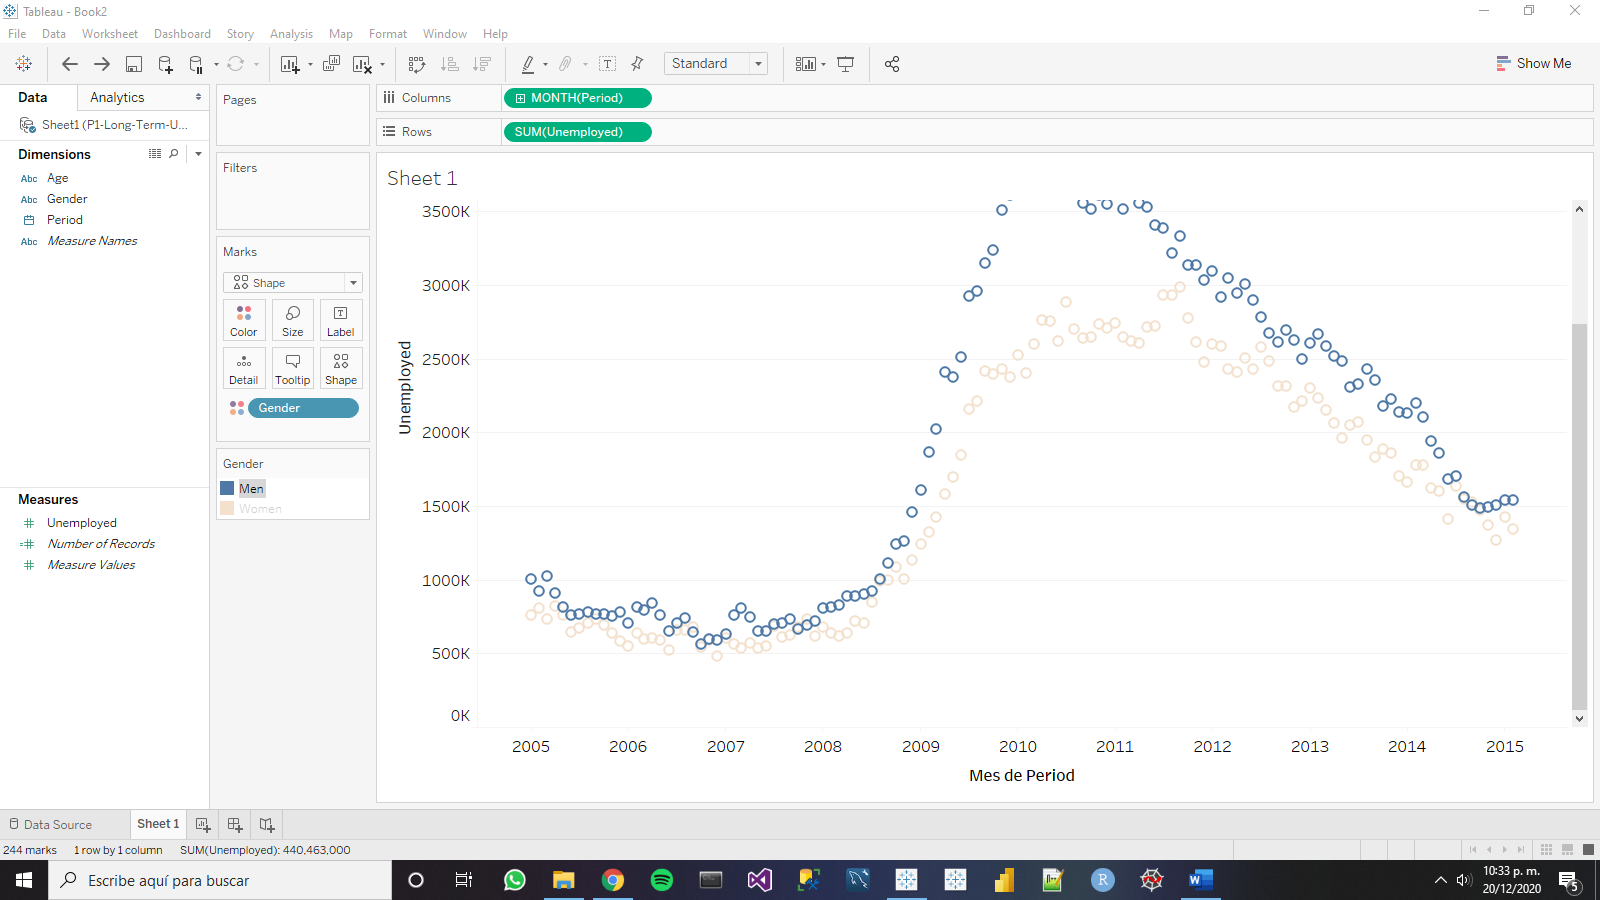 Tableau - Book2
File Data Worksheet Dashboard Story Analysis Map Format Window Help
Standard
Show Me
Data Analytics
Sheet1 (P1-Long-Term-U...
Dimensions
Abc Age
Abc Gender
Period
Abc Measure Names
Measures
Unemployed
Number of Records
Measure Values
Pages
Filters
Marks
Shape
Color Size Label
Detail Tooltip Shape
Gender
Gender
Men
Women
Columns MONTH(Period)
Rows SUM(Unemployed)
Sheet 1
Unemployed
3500K
3000K
2500K
2000K
1500K
1000K
500K
0K
2005 2006 2007 2008 2009 2010 2011 2012 2013 2014 2015
Mes de Period
Data Source Sheet 1
244 marks 1 row by 1 column SUM(Unemployed): 440,463,000
Escribe aquí para buscar
10:33 p. m.
20/12/2020
5